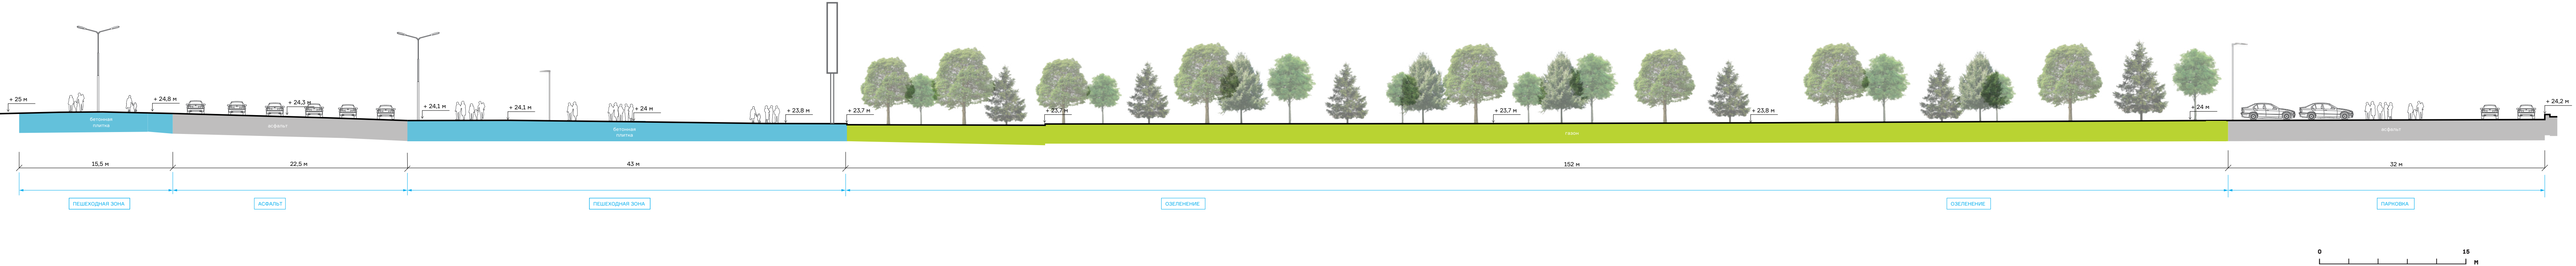 + 25 м
+ 24,8 м
+ 24,3 м
+ 24,1 м
+ 24,1 м
+ 24 м
+ 23,8 м
+ 23,7 м
+ 23,7 м
+ 23,7 м
+ 23,8 м
+ 24 м
+ 24,2 м
бетонная
плитка
асфальт
бетонная
плитка
газон
асфальт
15,5 м
22,5 м
43 м
152 м
32 м
ПЕШЕХОДНАЯ ЗОНА
АСФАЛЬТ
ПЕШЕХОДНАЯ ЗОНА
ОЗЕЛЕНЕНИЕ
ОЗЕЛЕНЕНИЕ
ПАРКОВКА
0 15
М